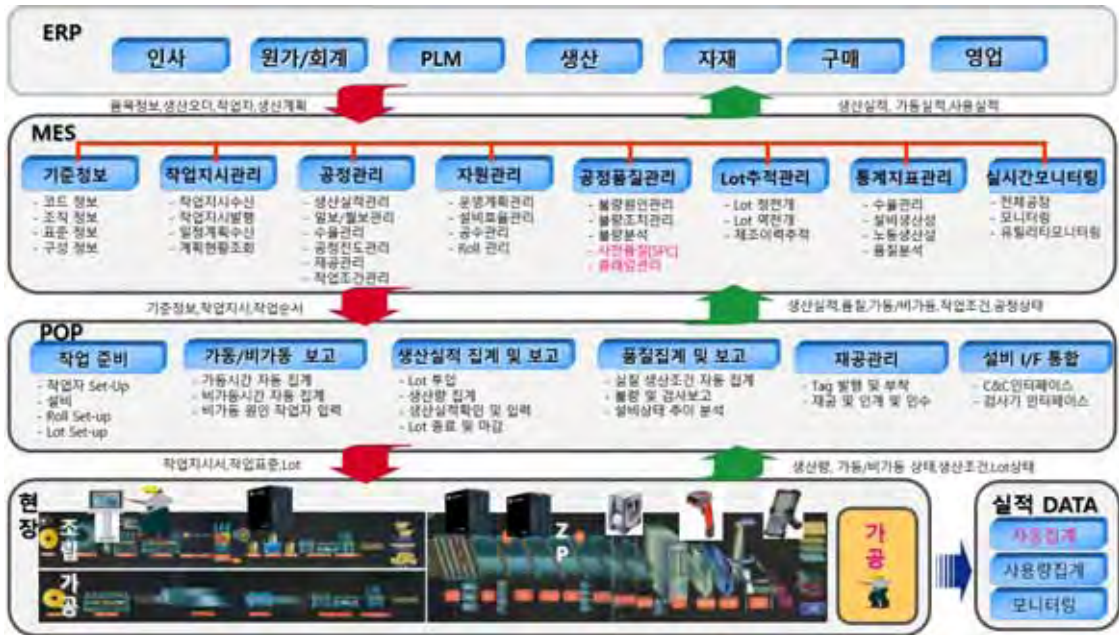 ERP
인사 원가/회계 PLM 생산 자재 구매 영업
품목정보,생산오더,작업자,생산계획
생산실적, 가동실적,사용실적
MES
기준정보
- 코드 정보
- 조직 정보
- 표준 정보
- 구성 정보
작업지시관리
- 작업지시수신
- 작업지시발행
- 일정계획수신
- 계획현황조회
공정관리
- 생산실적관리
- 일보/월보관리
- 수율관리
- 공정진도관리
- 재공관리
- 작업조건관리
자원관리
- 운영계획관리
- 설비효율관리
- 공수관리
- Roll 관리
공정품질관리
- 불량원인관리
- 불량조치관리
- 불량분석
- 사전품질[SPC]
- 클레임관리
Lot추적관리
- Lot 정전개
- Lot 역전개
- 제조이력추적
통계지표관리
- 수율관리
- 설비생산성
- 노동생산성
- 품질분석
실시간모니터링
- 전체공장
- 모니터링
- 유틸리티모니터링
기준정보,작업지시,작업순서
생산실적,품질,가동/비가동,작업조건,공정상태
POP
작업 준비
- 작업자 Set-Up
- 설비
- Roll Set-up
- Lot Set-up
가동/비가동 보고
- 가동시간 자동 집계
- 비가동시간 자동 집계
- 비가동 원인 작업자 입력
생산실적 집계 및 보고
- Lot 투입
- 생산량 집계
- 생산실적확인 및 입력
- Lot 종료 및 마감
품질집계 및 보고
- 실질 생산조건 자동 집계
- 불량 및 검사보고
- 설비상태 추이 분석
재공관리
- Tag 발행 및 부착
- 재공 및 인계 및 인수
설비 I/F 통합
- C&C인터페이스
- 검사기 인터페이스
작업지시서,작업표준,Lot
생산량, 가동/비가동 상태,생산조건,Lot상태
현장
조립
가공
ZP
가공
실적 DATA
자동집계
사용량집계
모니터링